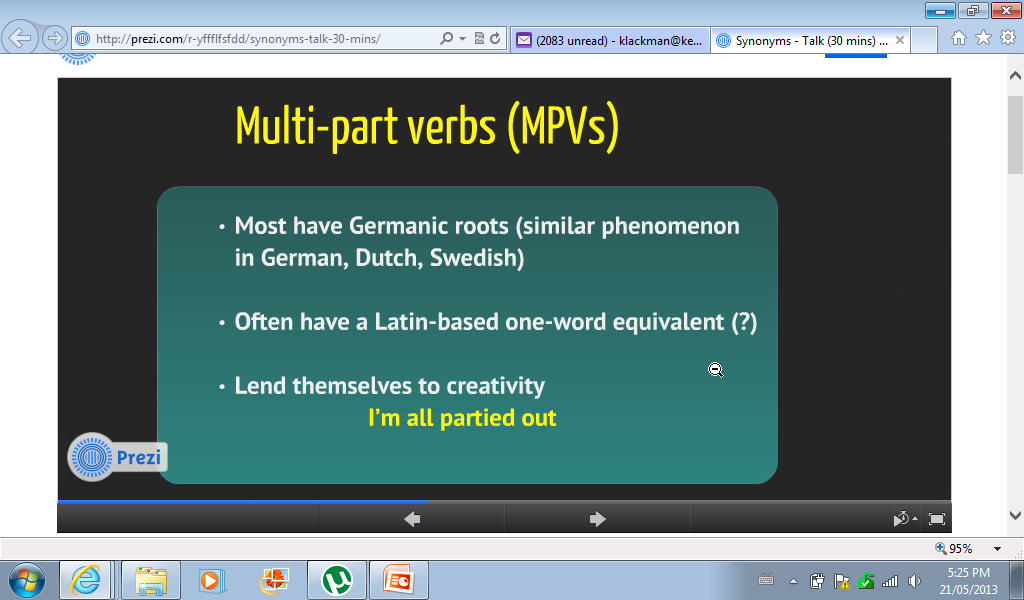 http://prezi.com/r-yffflfsfdd/synonyms-talk-30-mins/
(2083 unread) - klackman@ke...
Synonyms - Talk (30 mins) ...
Multi-part verbs (MPVs)
• Most have Germanic roots (similar phenomenon
in German, Dutch, Swedish)
• Often have a Latin-based one-word equivalent (?)
• Lend themselves to creativity
I'm all partied out
Prezi
95%
5:25 PM
21/05/2013